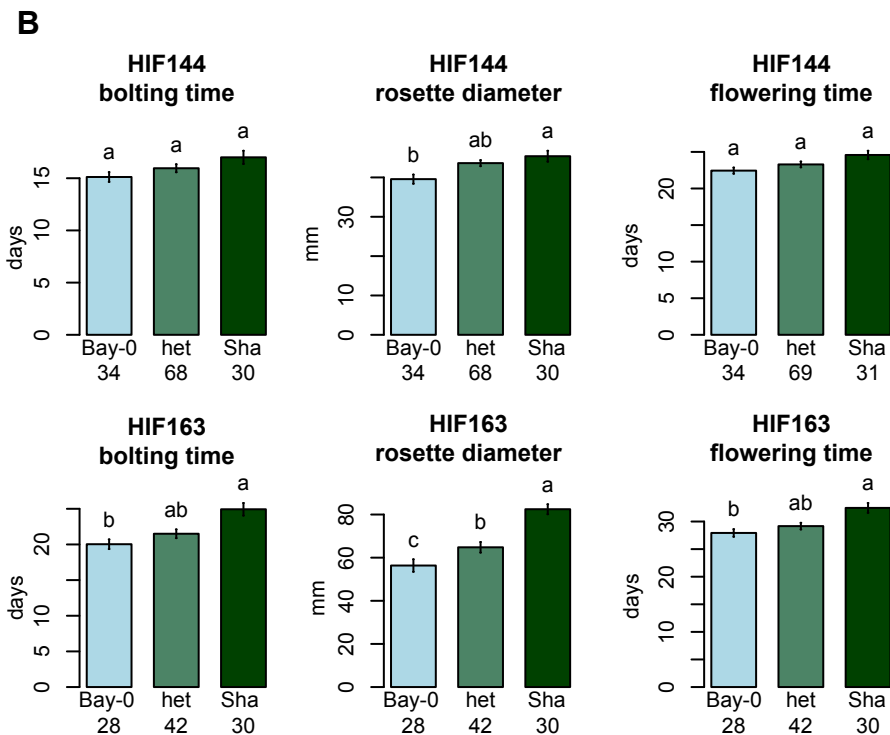 B
HIF144
bolting time
days
0
5
10
15
a
a
a
Bay-0 het Sha
34 68 30
HIF144
rosette diameter
mm
0
10
30
b
ab
a
Bay-0 het Sha
34 68 30
HIF144
flowering time
days
0
5
10
20
a
a
a
Bay-0 het Sha
34 69 31
HIF163
bolting time
days
0
5
10
20
b
ab
a
Bay-0 het Sha
28 42 30
HIF163
rosette diameter
mm
0
20
40
60
80
c
b
a
Bay-0 het Sha
28 42 30
HIF163
flowering time
days
0
10
20
30
b
ab
a
Bay-0 het Sha
28 42 30